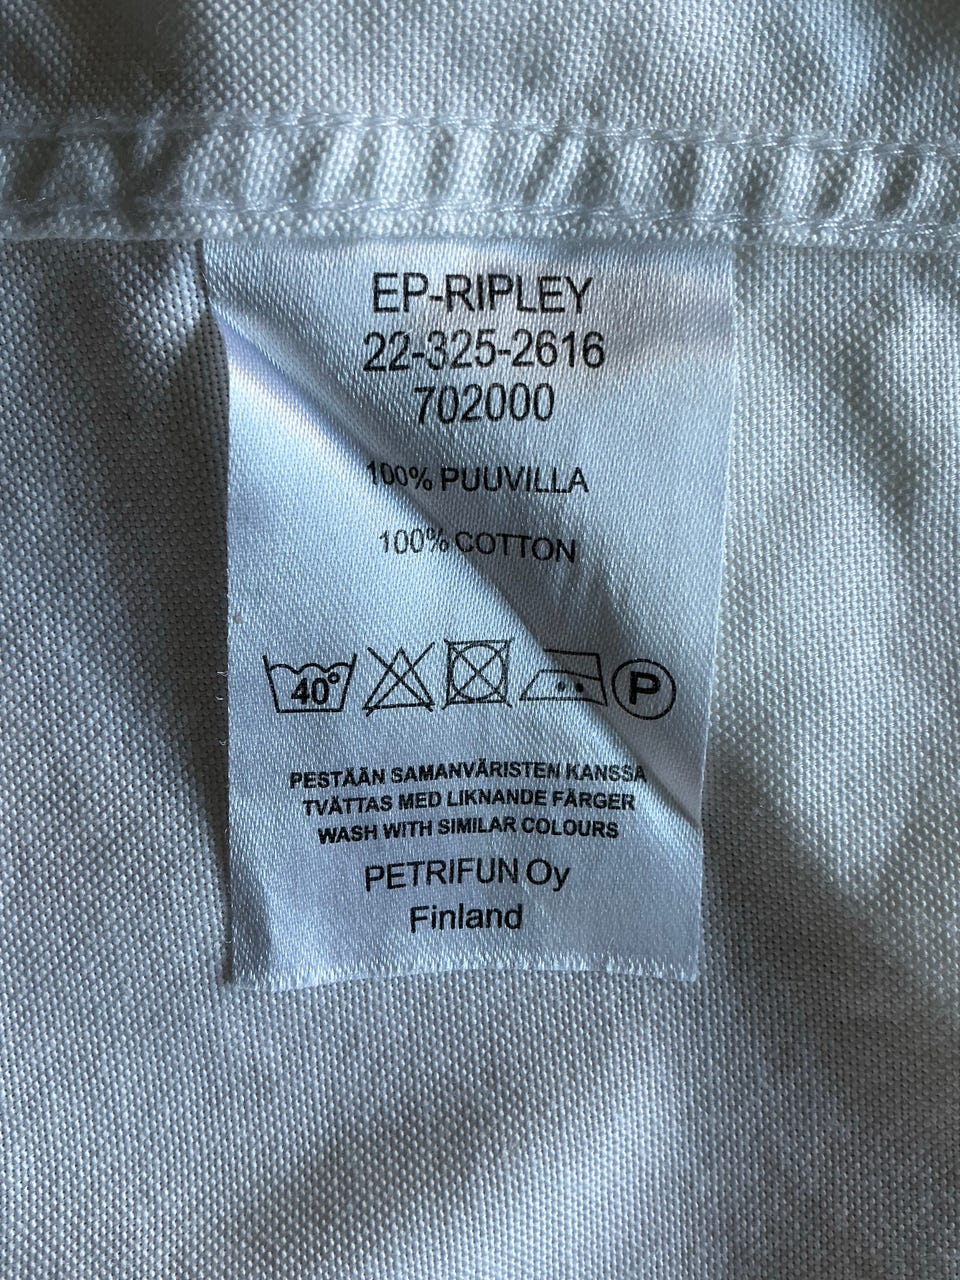 EP-RIPLEY
22-325-2616
702000
100% PUUVILLA
100% COTTON
40° P
PESTÄÄN SAMANVÄRISTEN KANSSA
TVÄTTAS MED LIKNANDE FÄRGER
WASH WITH SIMILAR COLOURS
PETRIFUN Oy
Finland